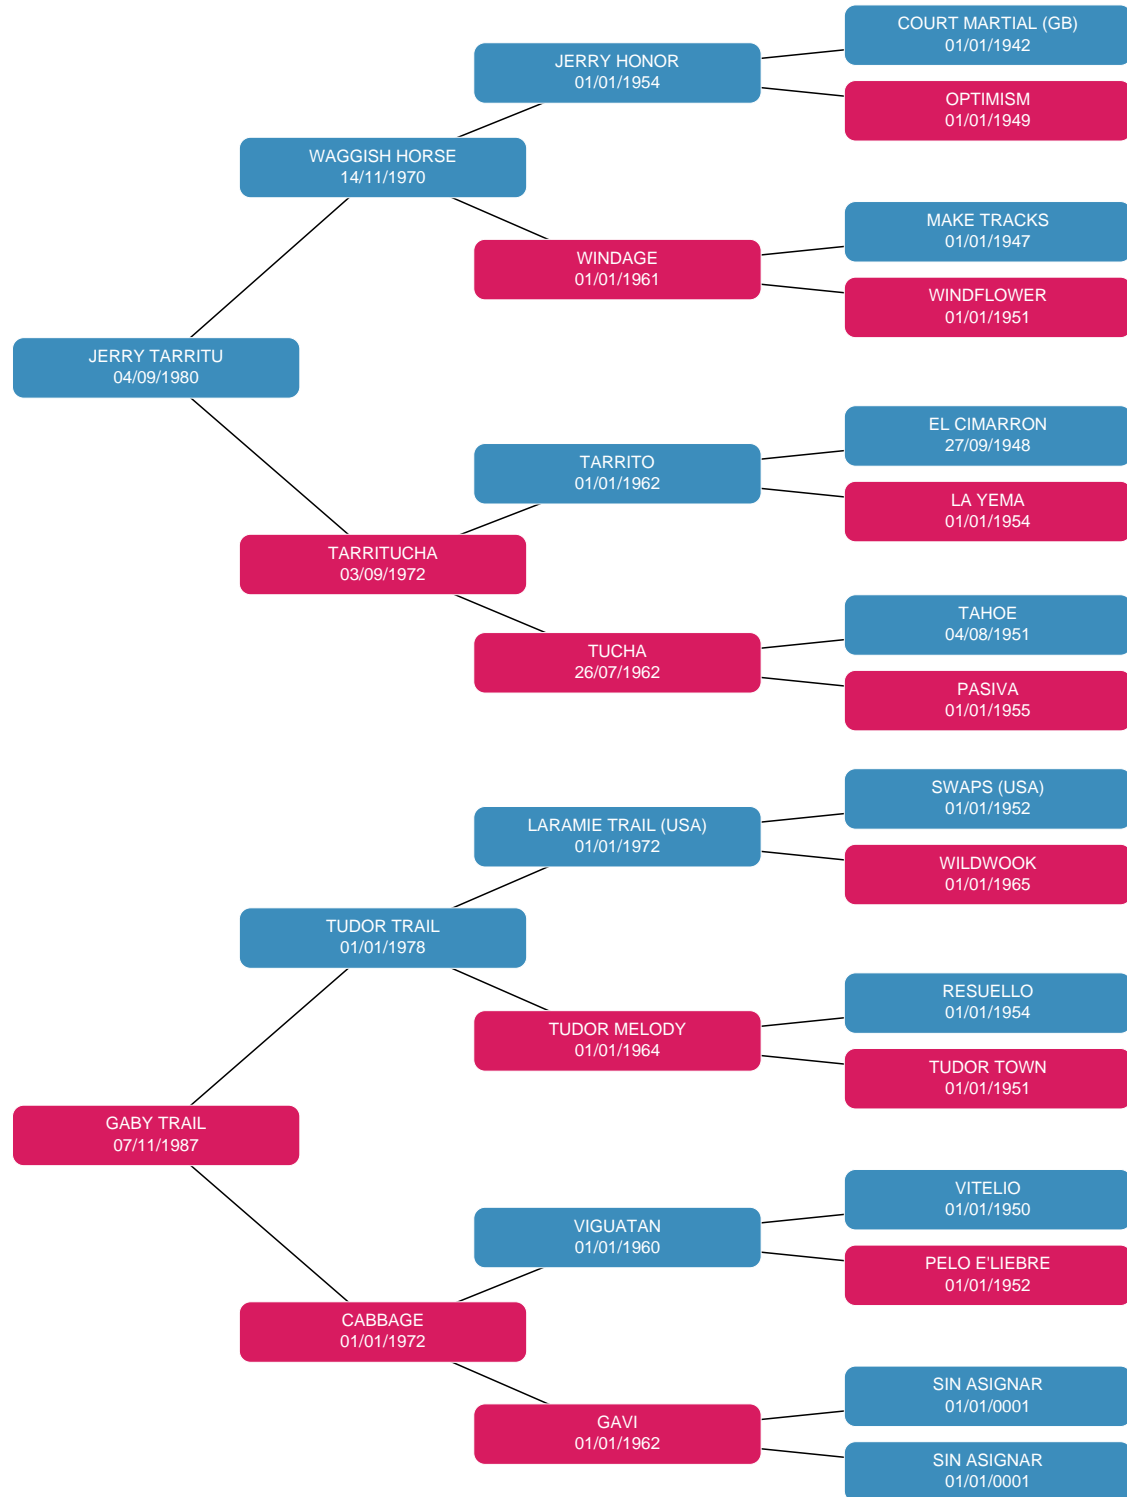 COURT MARTIAL (GB)
01/01/1942
JERRY HONOR
01/01/1954
OPTIMISM
01/01/1949
WAGGISH HORSE
14/11/1970
MAKE TRACKS
01/01/1947
WINDAGE
01/01/1961
WINDFLOWER
01/01/1951
JERRY TARRITU
04/09/1980
EL CIMARRON
27/09/1948
TARRITO
01/01/1962
LA YEMA
01/01/1954
TARRITUCHA
03/09/1972
TAHOE
04/08/1951
TUCHA
26/07/1962
PASIVA
01/01/1955
SWAPS (USA)
01/01/1952
LARAMIE TRAIL (USA)
01/01/1972
WILDWOOK
01/01/1965
TUDOR TRAIL
01/01/1978
RESUELLO
01/01/1954
TUDOR MELODY
01/01/1964
TUDOR TOWN
01/01/1951
GABY TRAIL
07/11/1987
VITELIO
01/01/1950
VIGUATAN
01/01/1960
PELO E'LIEBRE
01/01/1952
CABBAGE
01/01/1972
SIN ASIGNAR
01/01/0001
GAVI
01/01/1962
SIN ASIGNAR
01/01/0001